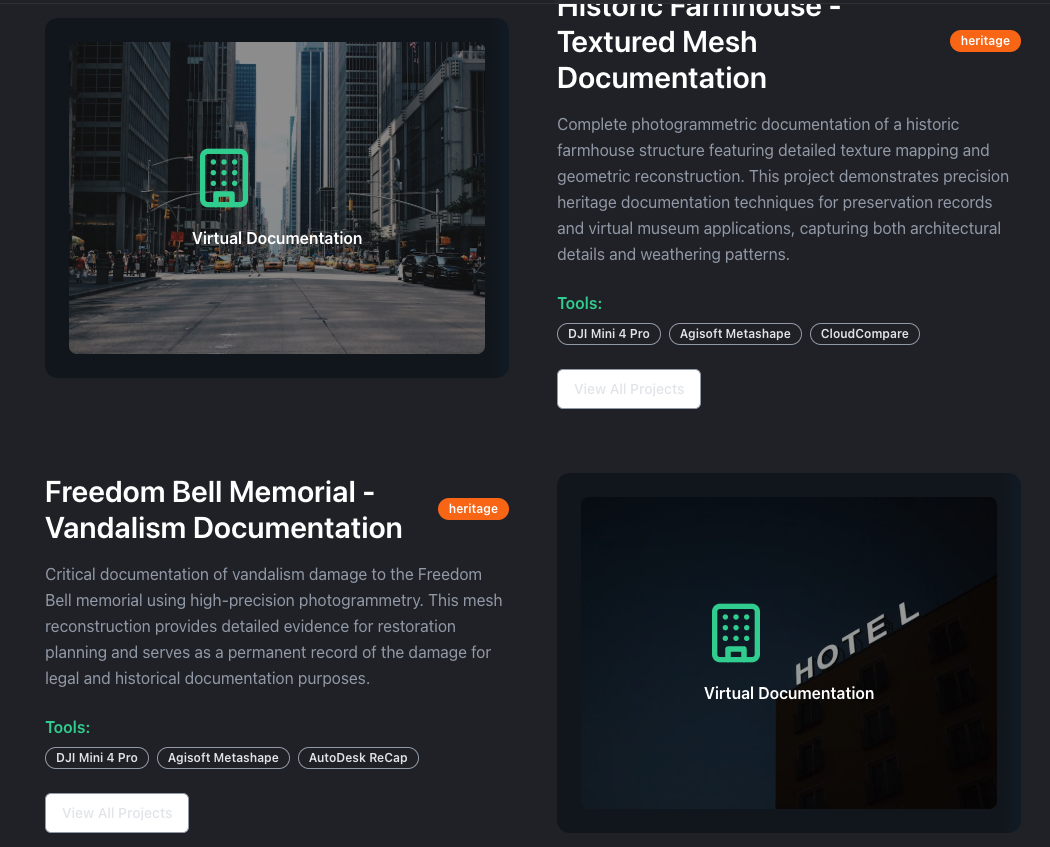 Virtual Documentation
Historic Farmhouse -
Textured Mesh
Documentation
heritage
Complete photogrammetric documentation of a historic
farmhouse structure featuring detailed texture mapping and
geometric reconstruction. This project demonstrates precision
heritage documentation techniques for preservation records
and virtual museum applications, capturing both architectural
details and weathering patterns.
Tools:
DJI Mini 4 Pro
Agisoft Metashape
CloudCompare
View All Projects
Freedom Bell Memorial -
Vandalism Documentation
heritage
Critical documentation of vandalism damage to the Freedom
Bell memorial using high-precision photogrammetry. This mesh
reconstruction provides detailed evidence for restoration
planning and serves as a permanent record of the damage for
legal and historical documentation purposes.
Tools:
DJI Mini 4 Pro
Agisoft Metashape
AutoDesk ReCap
View All Projects
HOTEL
Virtual Documentation